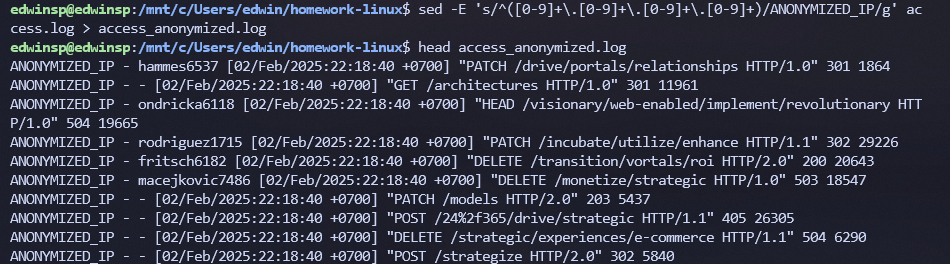 edwinsp@edwinsp:/mnt/c/Users/edwin/homework-linux$ sed -E 's/^([0-9]+\.[0-9]+\.[0-9]+\.[0-9]+)/ANONYMIZED_IP/g' ac
cess.log > access_anonymized.log
edwinsp@edwinsp:/mnt/c/Users/edwin/homework-linux$ head access_anonymized.log
ANONYMIZED_IP - hammes6537 [02/Feb/2025:22:18:40 +0700] "PATCH /drive/portals/relationships HTTP/1.0" 301 1864
ANONYMIZED_IP - - [02/Feb/2025:22:18:40 +0700] "GET /architectures HTTP/1.0" 301 11961
ANONYMIZED_IP - ondricka6118 [02/Feb/2025:22:18:40 +0700] "HEAD /visionary/web-enabled/implement/revolutionary HTT
P/1.0" 504 19665
ANONYMIZED_IP - rodriguez1715 [02/Feb/2025:22:18:40 +0700] "PATCH /incubate/utilize/enhance HTTP/1.1" 302 29226
ANONYMIZED_IP - fritsch6182 [02/Feb/2025:22:18:40 +0700] "DELETE /transition/vortals/roi HTTP/2.0" 200 20643
ANONYMIZED_IP - macejkovic7486 [02/Feb/2025:22:18:40 +0700] "DELETE /monetize/strategic HTTP/1.0" 503 18547
ANONYMIZED_IP - - [02/Feb/2025:22:18:40 +0700] "PATCH /models HTTP/2.0" 203 5437
ANONYMIZED_IP - - [02/Feb/2025:22:18:40 +0700] "POST /24%2f365/drive/strategic HTTP/1.1" 405 26305
ANONYMIZED_IP - - [02/Feb/2025:22:18:40 +0700] "DELETE /strategic/experiences/e-commerce HTTP/1.1" 504 6290
ANONYMIZED_IP - - [02/Feb/2025:22:18:40 +0700] "POST /strategize HTTP/2.0" 302 5840